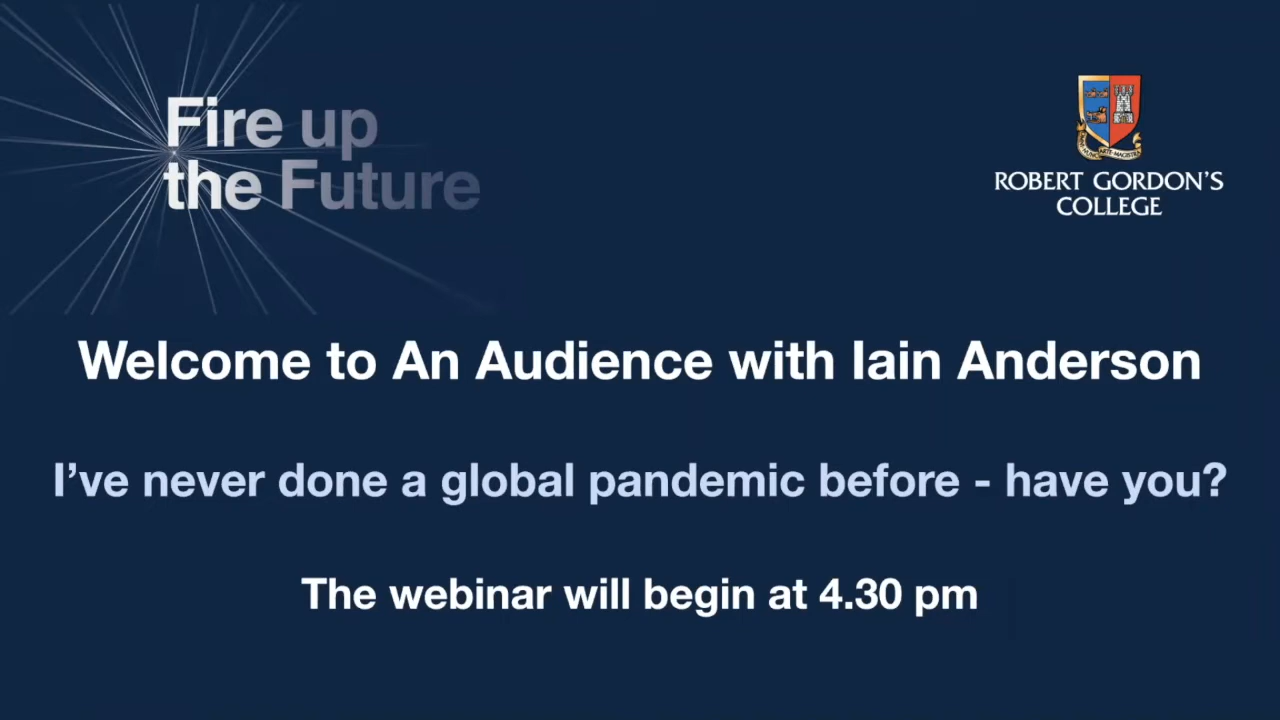 Fire up
the Future
ROBERT GORDON'S
COLLEGE
Welcome to An Audience with Iain Anderson
I've never done a global pandemic before - have you?
The webinar will begin at 4.30 pm